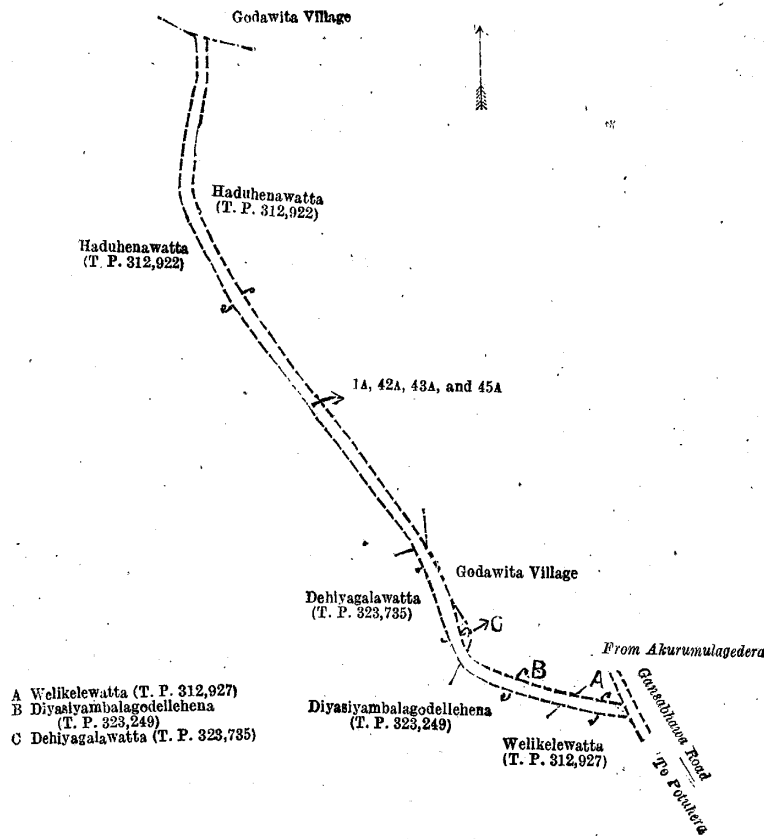 Godawita Village
Haduhenawatta
(T. P. 312,922)
Haduhenawatta
(T. P. 312,922)
1A, 42A, 43A, and 45A
Godawita Village
Dehiyagalawatta
(T. P. 323,735)
C
From Akurumulagedera
B
A
Gansabhawa Road
To Potuhera
Diyasiyambalagodellehena
(T. P. 323,249)
Welikelewatta
(T. P. 312,927)
A Welikelewatta (T. P. 312,927)
B Diyasiyambalagodellehena
(T. P. 323,249)
C Dehiyagalawatta (T. P. 323,735)